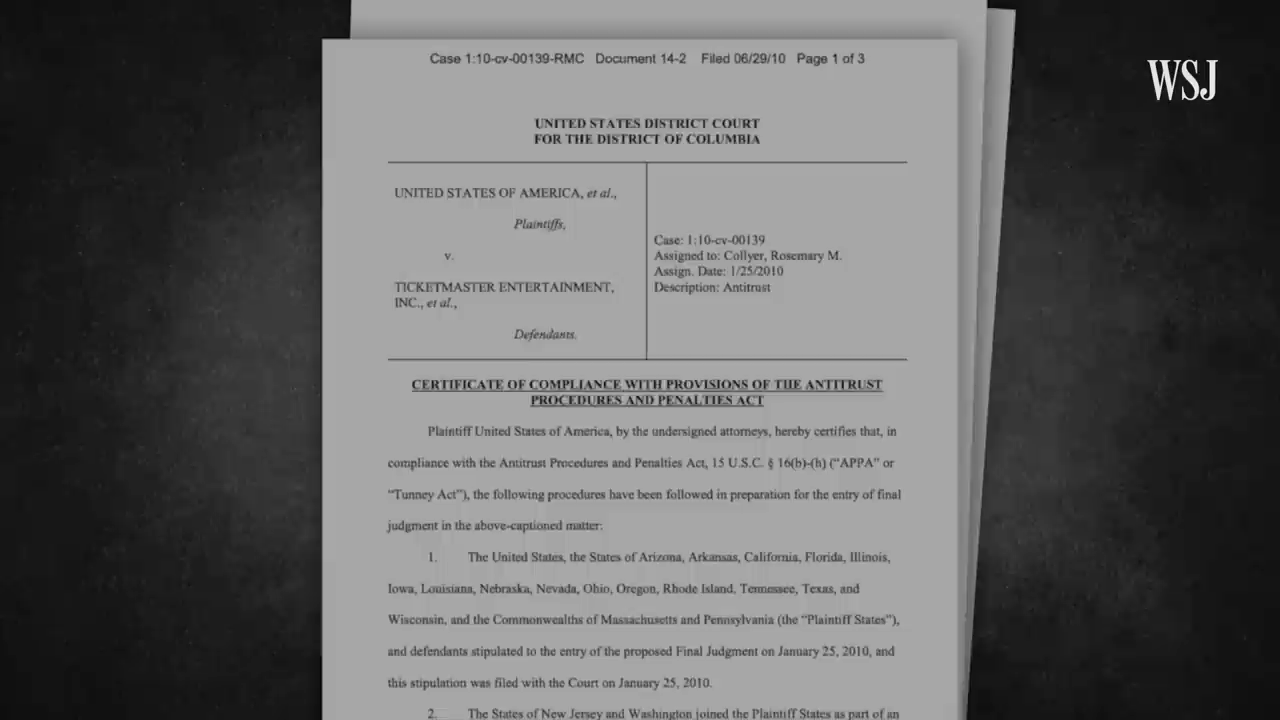 Case 1:10-cv-00139-RMC Document 14-2 Filed 06/29/10 Page 1 of 3
WSJ
UNITED STATES DISTRICT COURT
FOR THE DISTRICT OF COLUMBIA
UNITED STATES OF AMERICA, et al.,
Plaintiffs,
v.
TICKETMASTER ENTERTAINMENT,
INC., et al.,
Defendants.
Case: 1:10-cv-00139
Assigned to: Collyer, Rosemary M.
Assign. Date: 1/25/2010
Description: Antitrust
CERTIFICATE OF COMPLIANCE WITH PROVISIONS OF THE ANTITRUST
PROCEDURES AND PENALTIES ACT
Plaintiff United States of America, by the undersigned attorneys, hereby certifies that, in
compliance with the Antitrust Procedures and Penalties Act, 15 U.S.C. § 16(b)-(h) (“APPA” or
“Tunney Act”), the following procedures have been followed in preparation for the entry of final
judgment in the above-captioned matter:
1. The United States, the States of Arizona, Arkansas, California, Florida, Illinois,
Iowa, Louisiana, Nebraska, Nevada, Ohio, Oregon, Rhode Island, Tennessee, Texas, and
Wisconsin, and the Commonwealths of Massachusetts and Pennsylvania (the “Plaintiff States”),
and defendants stipulated to the entry of the proposed Final Judgment on January 25, 2010, and
this stipulation was filed with the Court on January 25, 2010.
2. The States of New Jersey and Washington joined the Plaintiff States as part of an